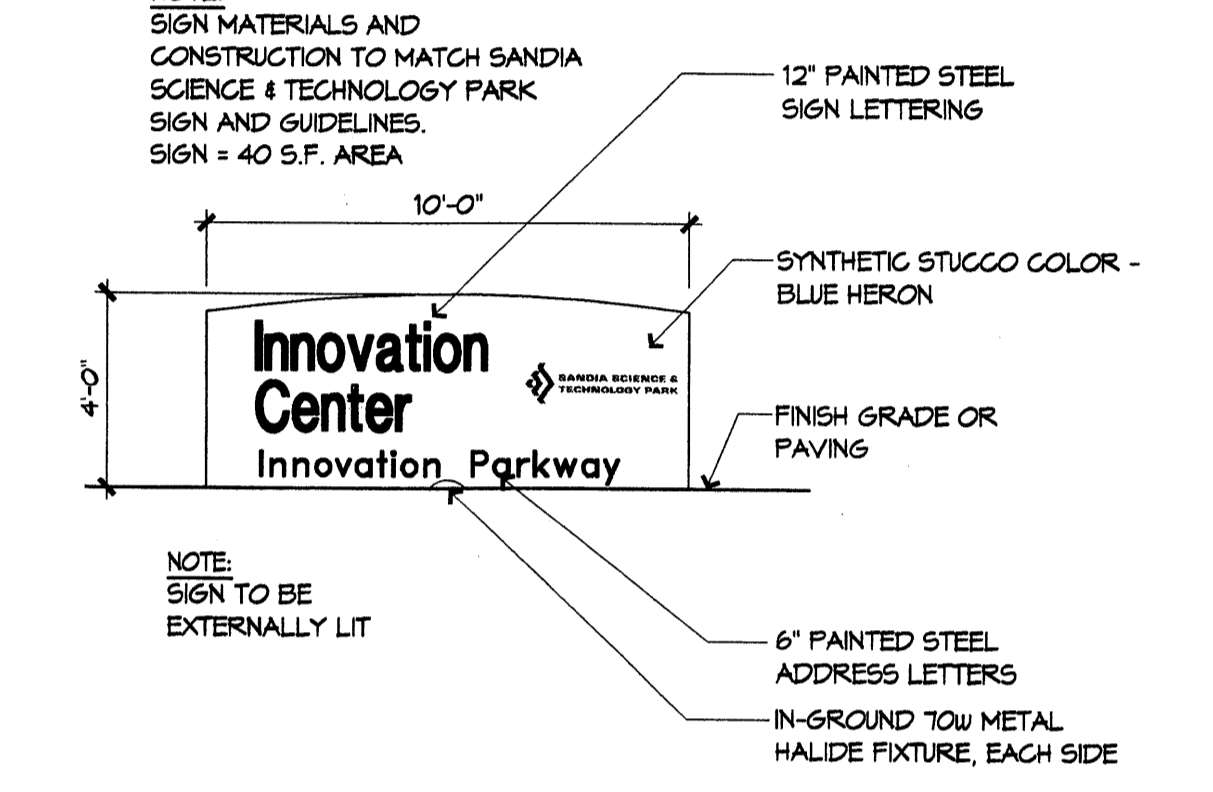 NOTE:
SIGN MATERIALS AND
CONSTRUCTION TO MATCH SANDIA
SCIENCE & TECHNOLOGY PARK
SIGN AND GUIDELINES.
SIGN = 40 S.F. AREA
12" PAINTED STEEL
SIGN LETTERING
10'-0"
SYNTHETIC STUCCO COLOR -
BLUE HERON
4'-0"
Innovation
Center
SANDIA SCIENCE &
TECHNOLOGY PARK
Innovation Parkway
FINISH GRADE OR
PAVING
NOTE:
SIGN TO BE
EXTERNALLY LIT
6" PAINTED STEEL
ADDRESS LETTERS
IN-GROUND 70W METAL
HALIDE FIXTURE, EACH SIDE